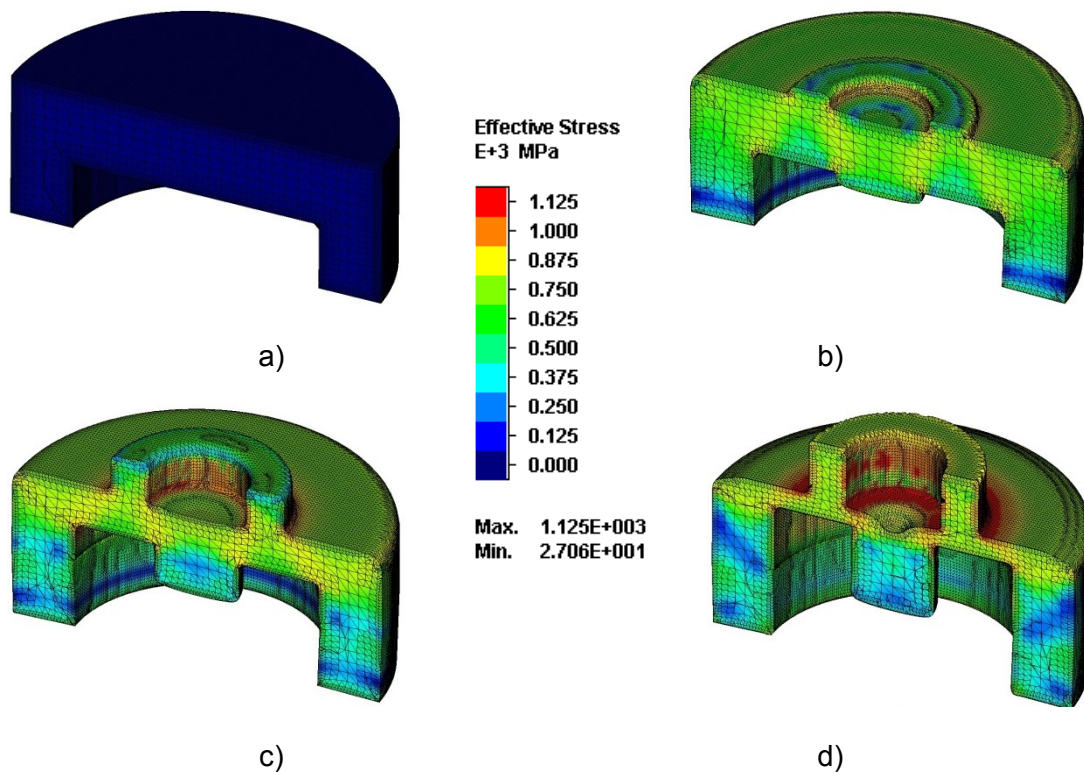 Effective Stress
E+3 MPa
1.125
1.000
0.875
0.750
0.625
0.500
0.375
0.250
0.125
0.000
Max. 1.125E+003
Min. 2.706E+001
a)
b)
c)
d)